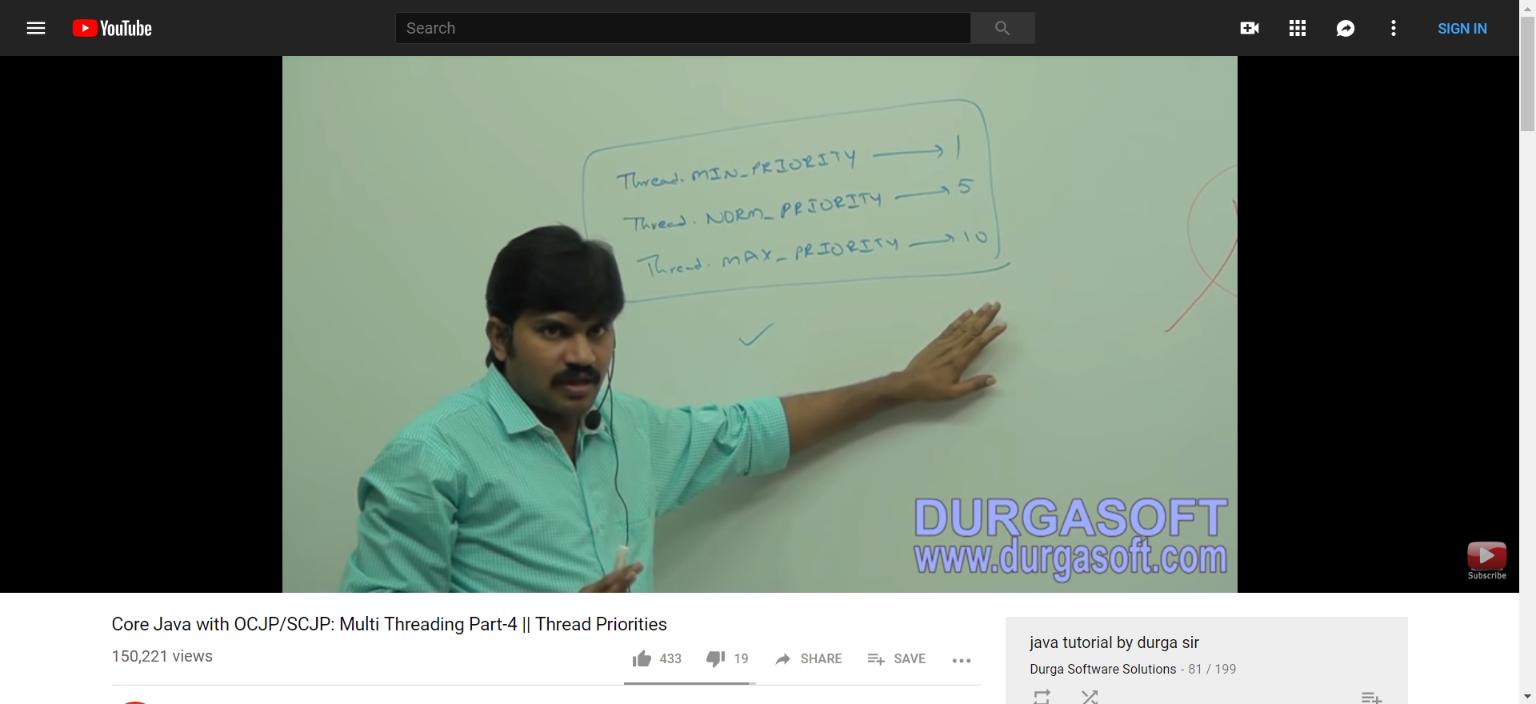 YouTube
Search
SIGN IN
Thread. MIN_PRIORITY → 1
Thread. NORM_PRIORITY → 5
Thread. MAX_PRIORITY → 10
DURGASOFT
www.durgasoft.com
Subscribe
Core Java with OCJP/SCJP: Multi Threading Part-4 || Thread Priorities
150,221 views
433
19
SHARE
SAVE
java tutorial by durga sir
Durga Software Solutions - 81 / 199